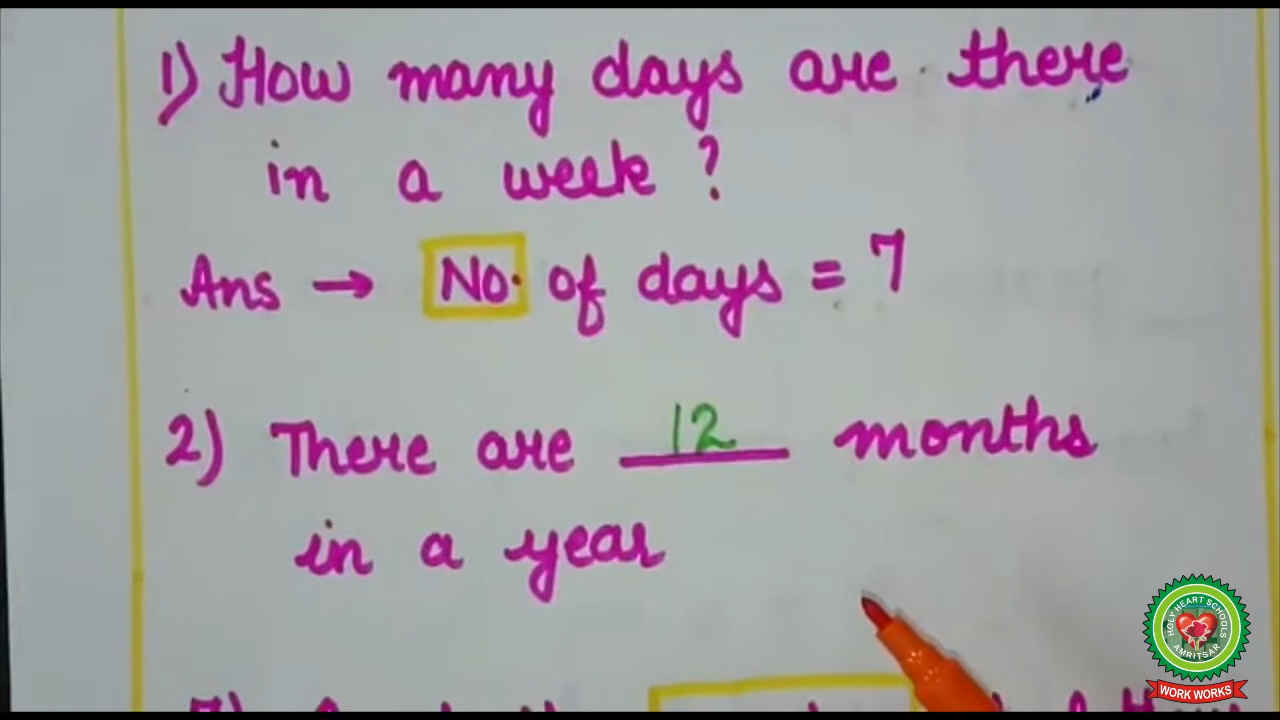 1) How many days are there
in a week ?
Ans → No. of days = 7
2) There are 12 months
in a year
HOLY HEART SCHOOLS
AMRITSAR
WORK WORKS